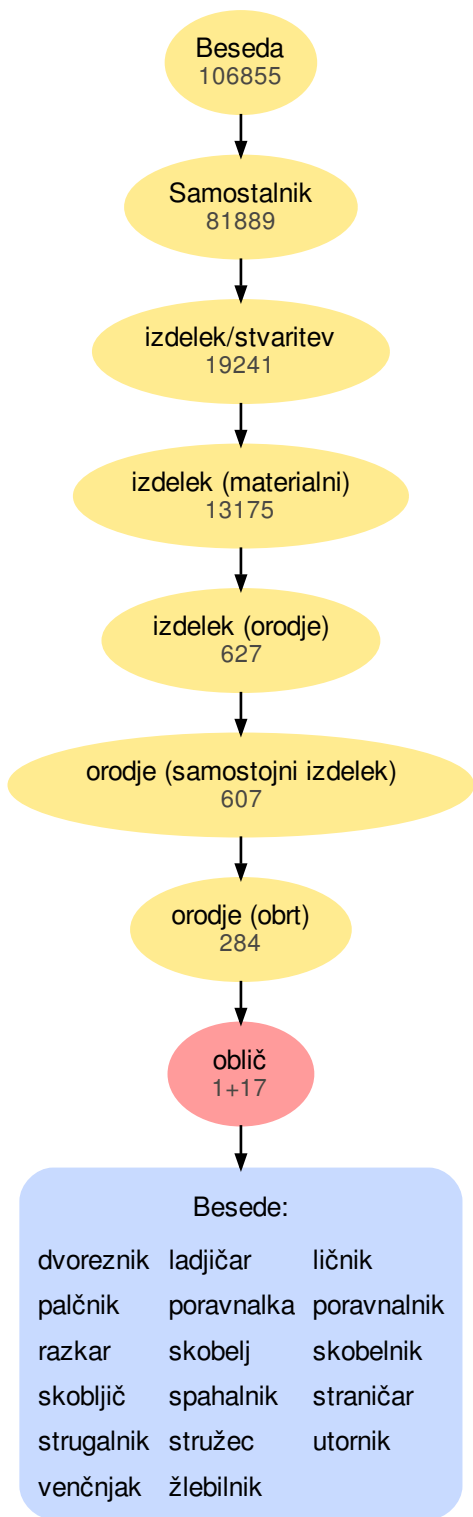 Beseda
106855
Samostalnik
81889
izdelek/stvaritev
19241
izdelek (materialni)
13175
izdelek (orodje)
627
orodje (samostojni izdelek)
607
orodje (obrt)
284
oblič
1+17
Besede:
dvoreznik ladjičar ličnik
palčnik poravnalka poravnalnik
razkar skobelj skobelnik
skobljič spahalnik straničar
strugalnik stružec utornik
venčnjak žlebilnik